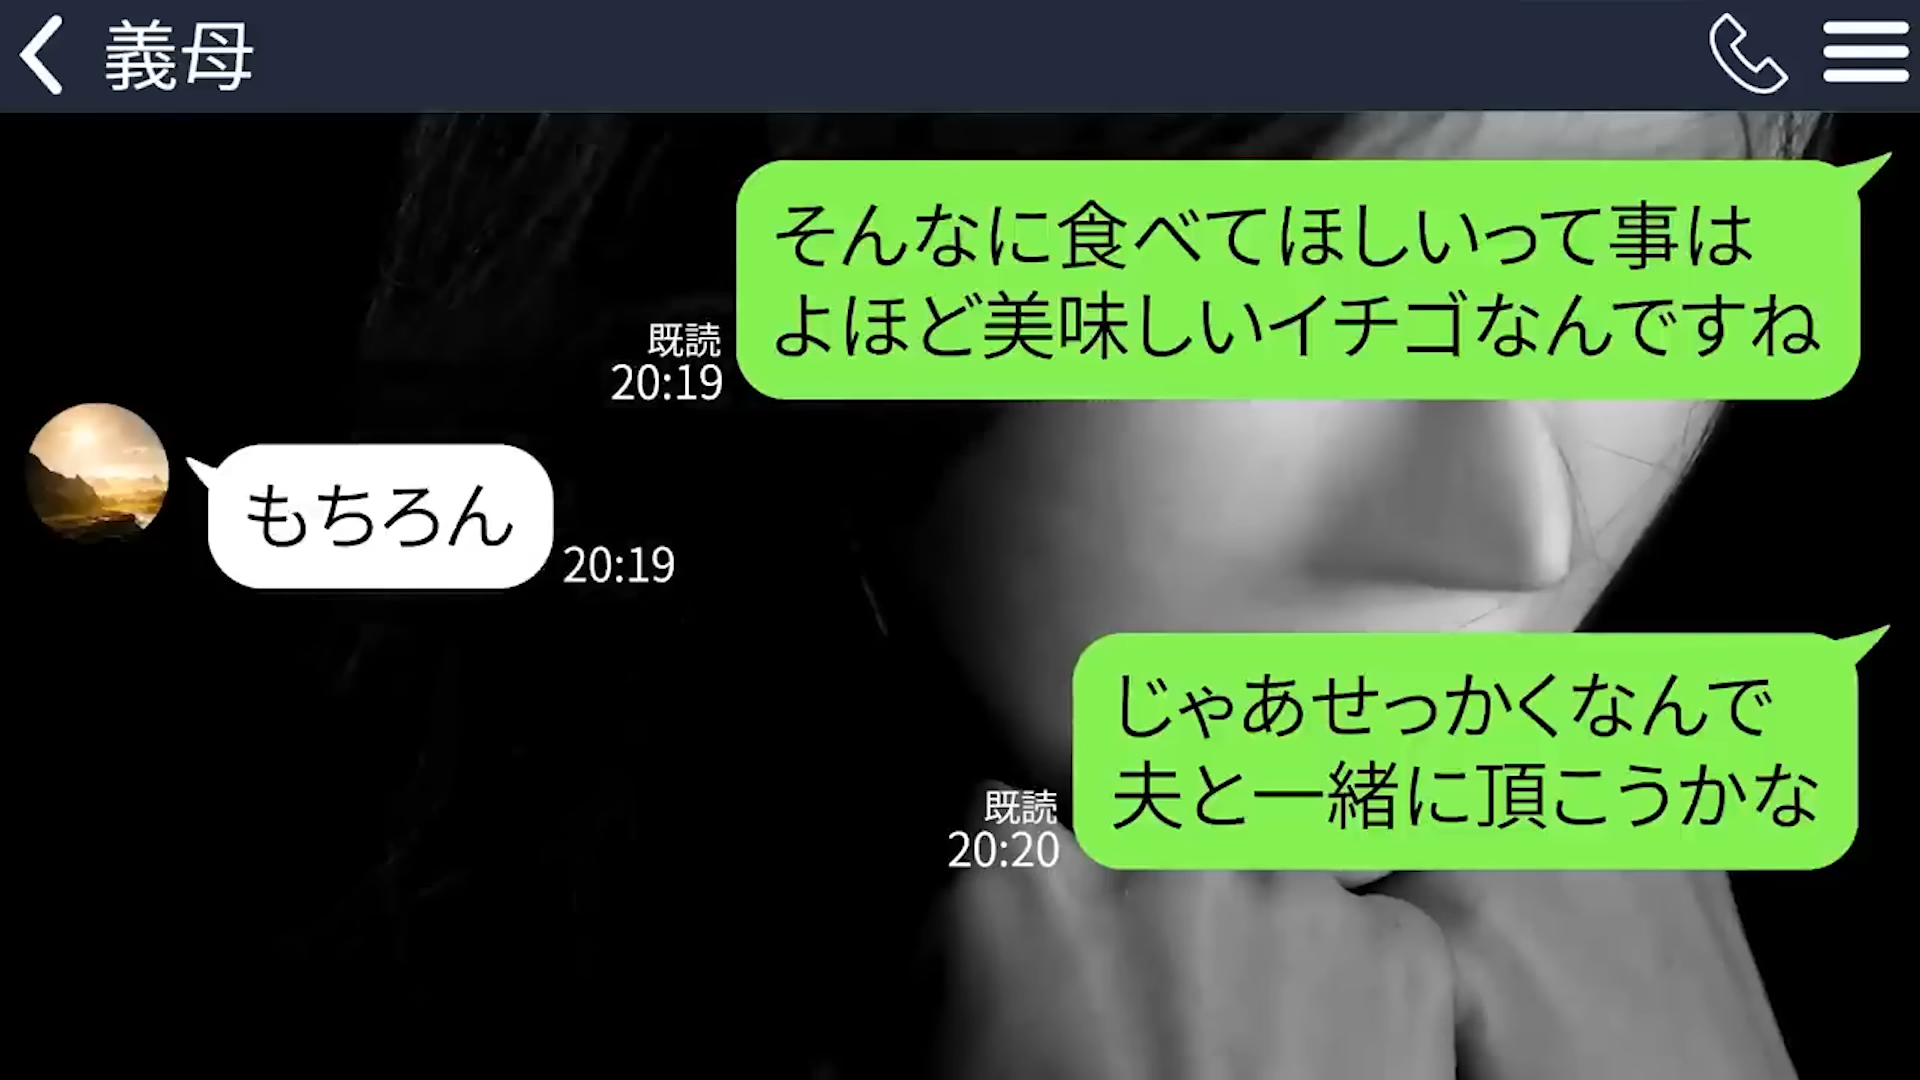 義母
そんなに食べてほしいって事は
よほど美味しいイチゴなんですね
既読
20:19
もちろん
20:19
じゃあせっかくなんで
夫と一緒に頂こうかな
既読
20:20